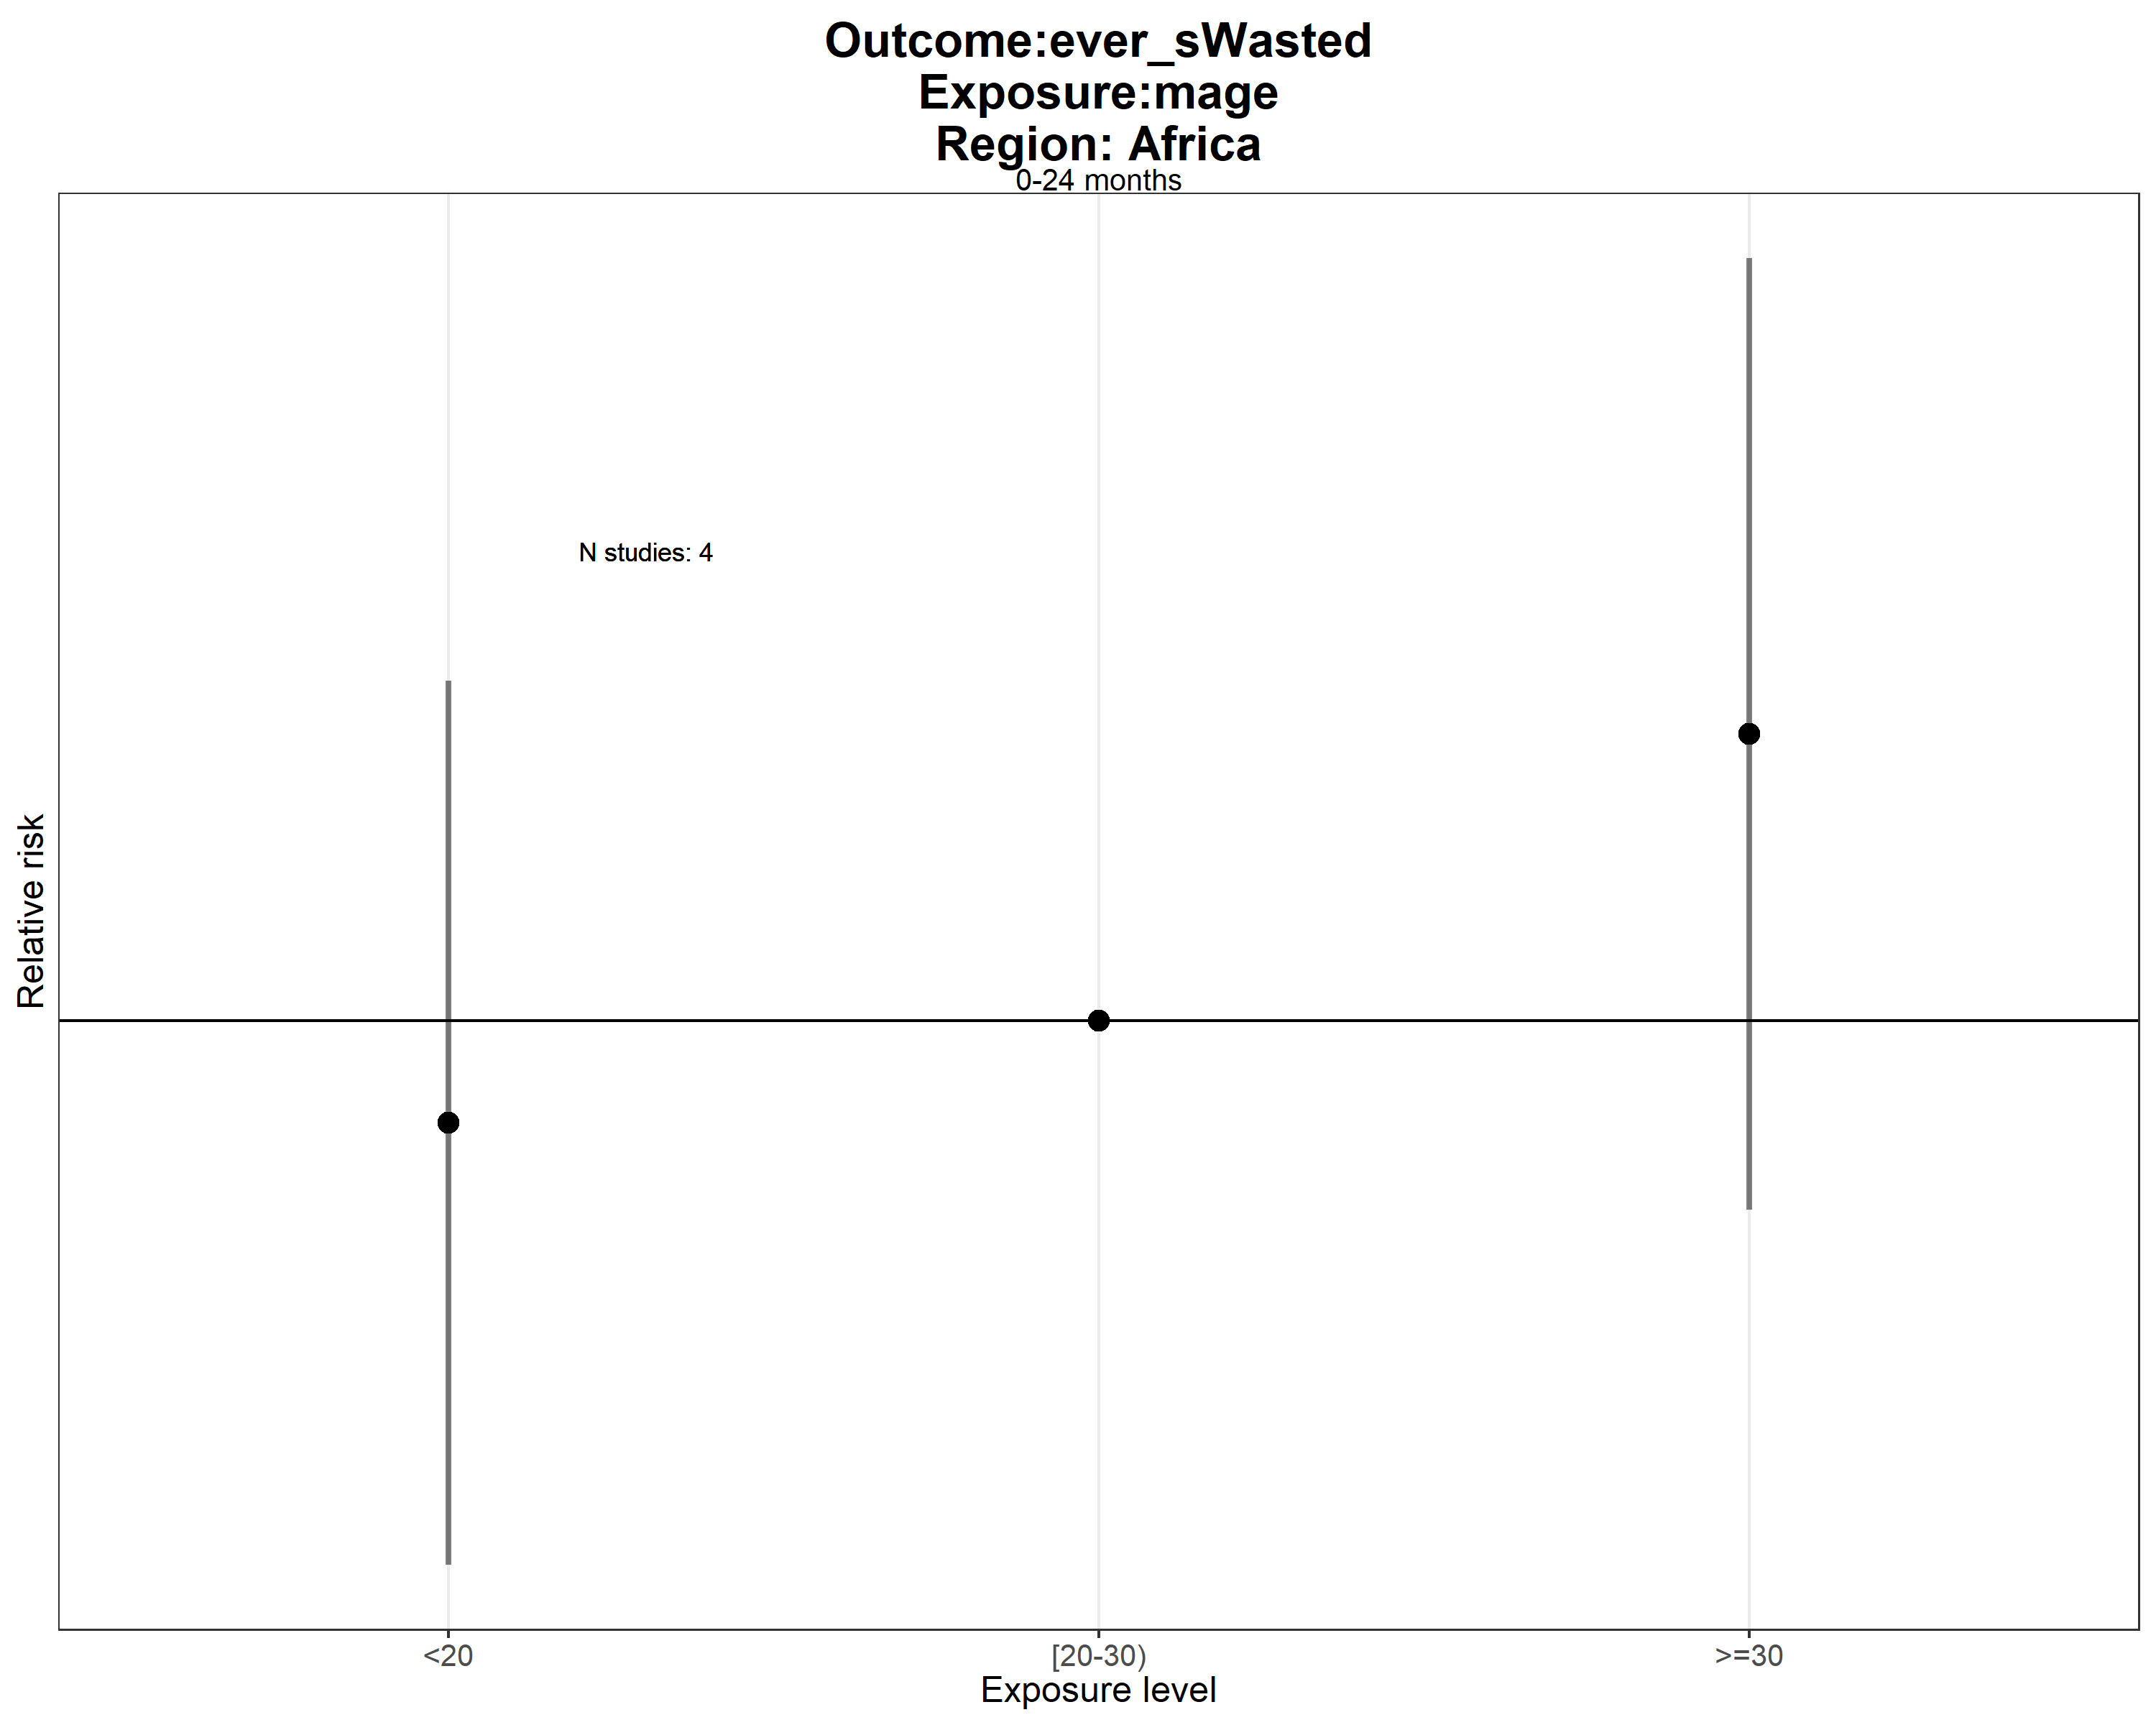 Outcome:ever_sWasted
Exposure:mage
Region: Africa
0-24 months
N studies: 4
Relative risk
<20
[20-30)
>=30
Exposure level